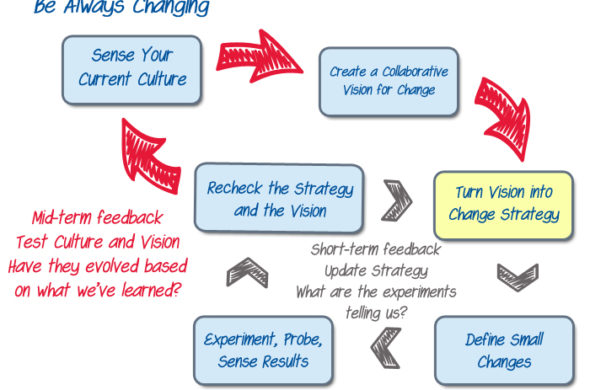 Be Always Changing
Sense Your
Current Culture
Create a Collaborative
Vision for Change
Recheck the Strategy
and the Vision
Turn Vision into
Change Strategy
Mid-term feedback
Test Culture and Vision
Have they evolved based
on what we've learned?
Short-term feedback
Update Strategy
What are the experiments
telling us?
Experiment, Probe,
Sense Results
Define Small
Changes